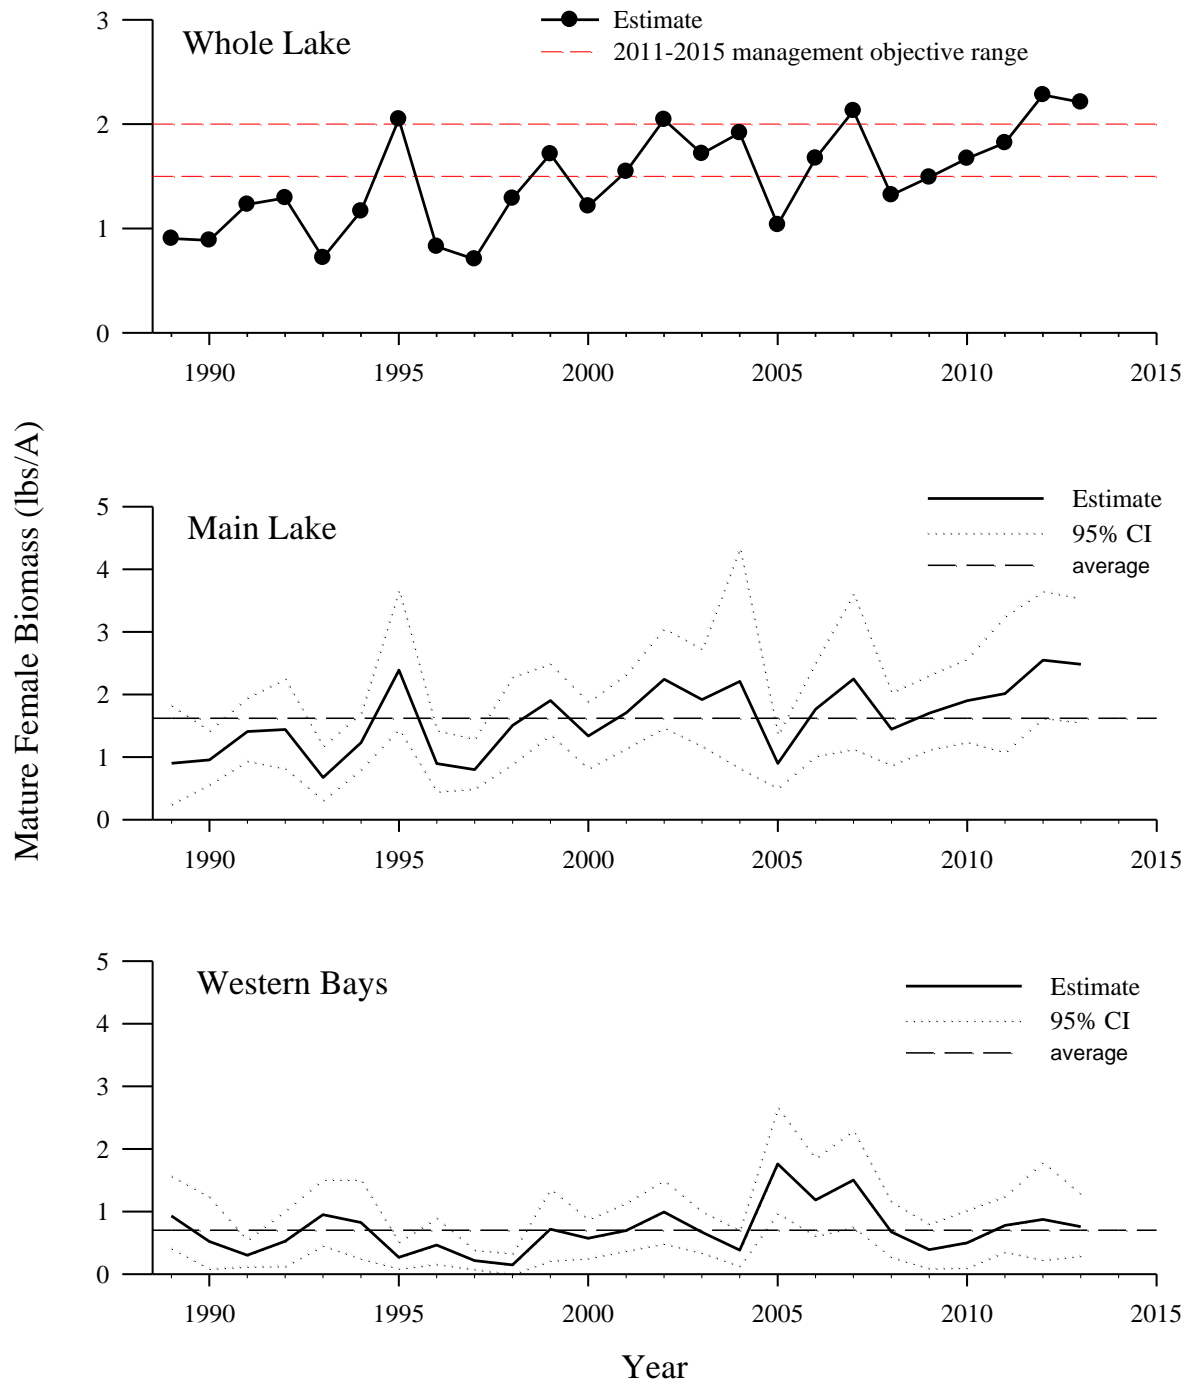 Mature Female Biomass (lbs/A)
Whole Lake
Estimate
2011-2015 management objective range
3
2
1
0
1990 1995 2000 2005 2010 2015
Main Lake
Estimate
95% CI
average
5
4
3
2
1
0
1990 1995 2000 2005 2010 2015
Western Bays
Estimate
95% CI
average
5
4
3
2
1
0
1990 1995 2000 2005 2010 2015
Year